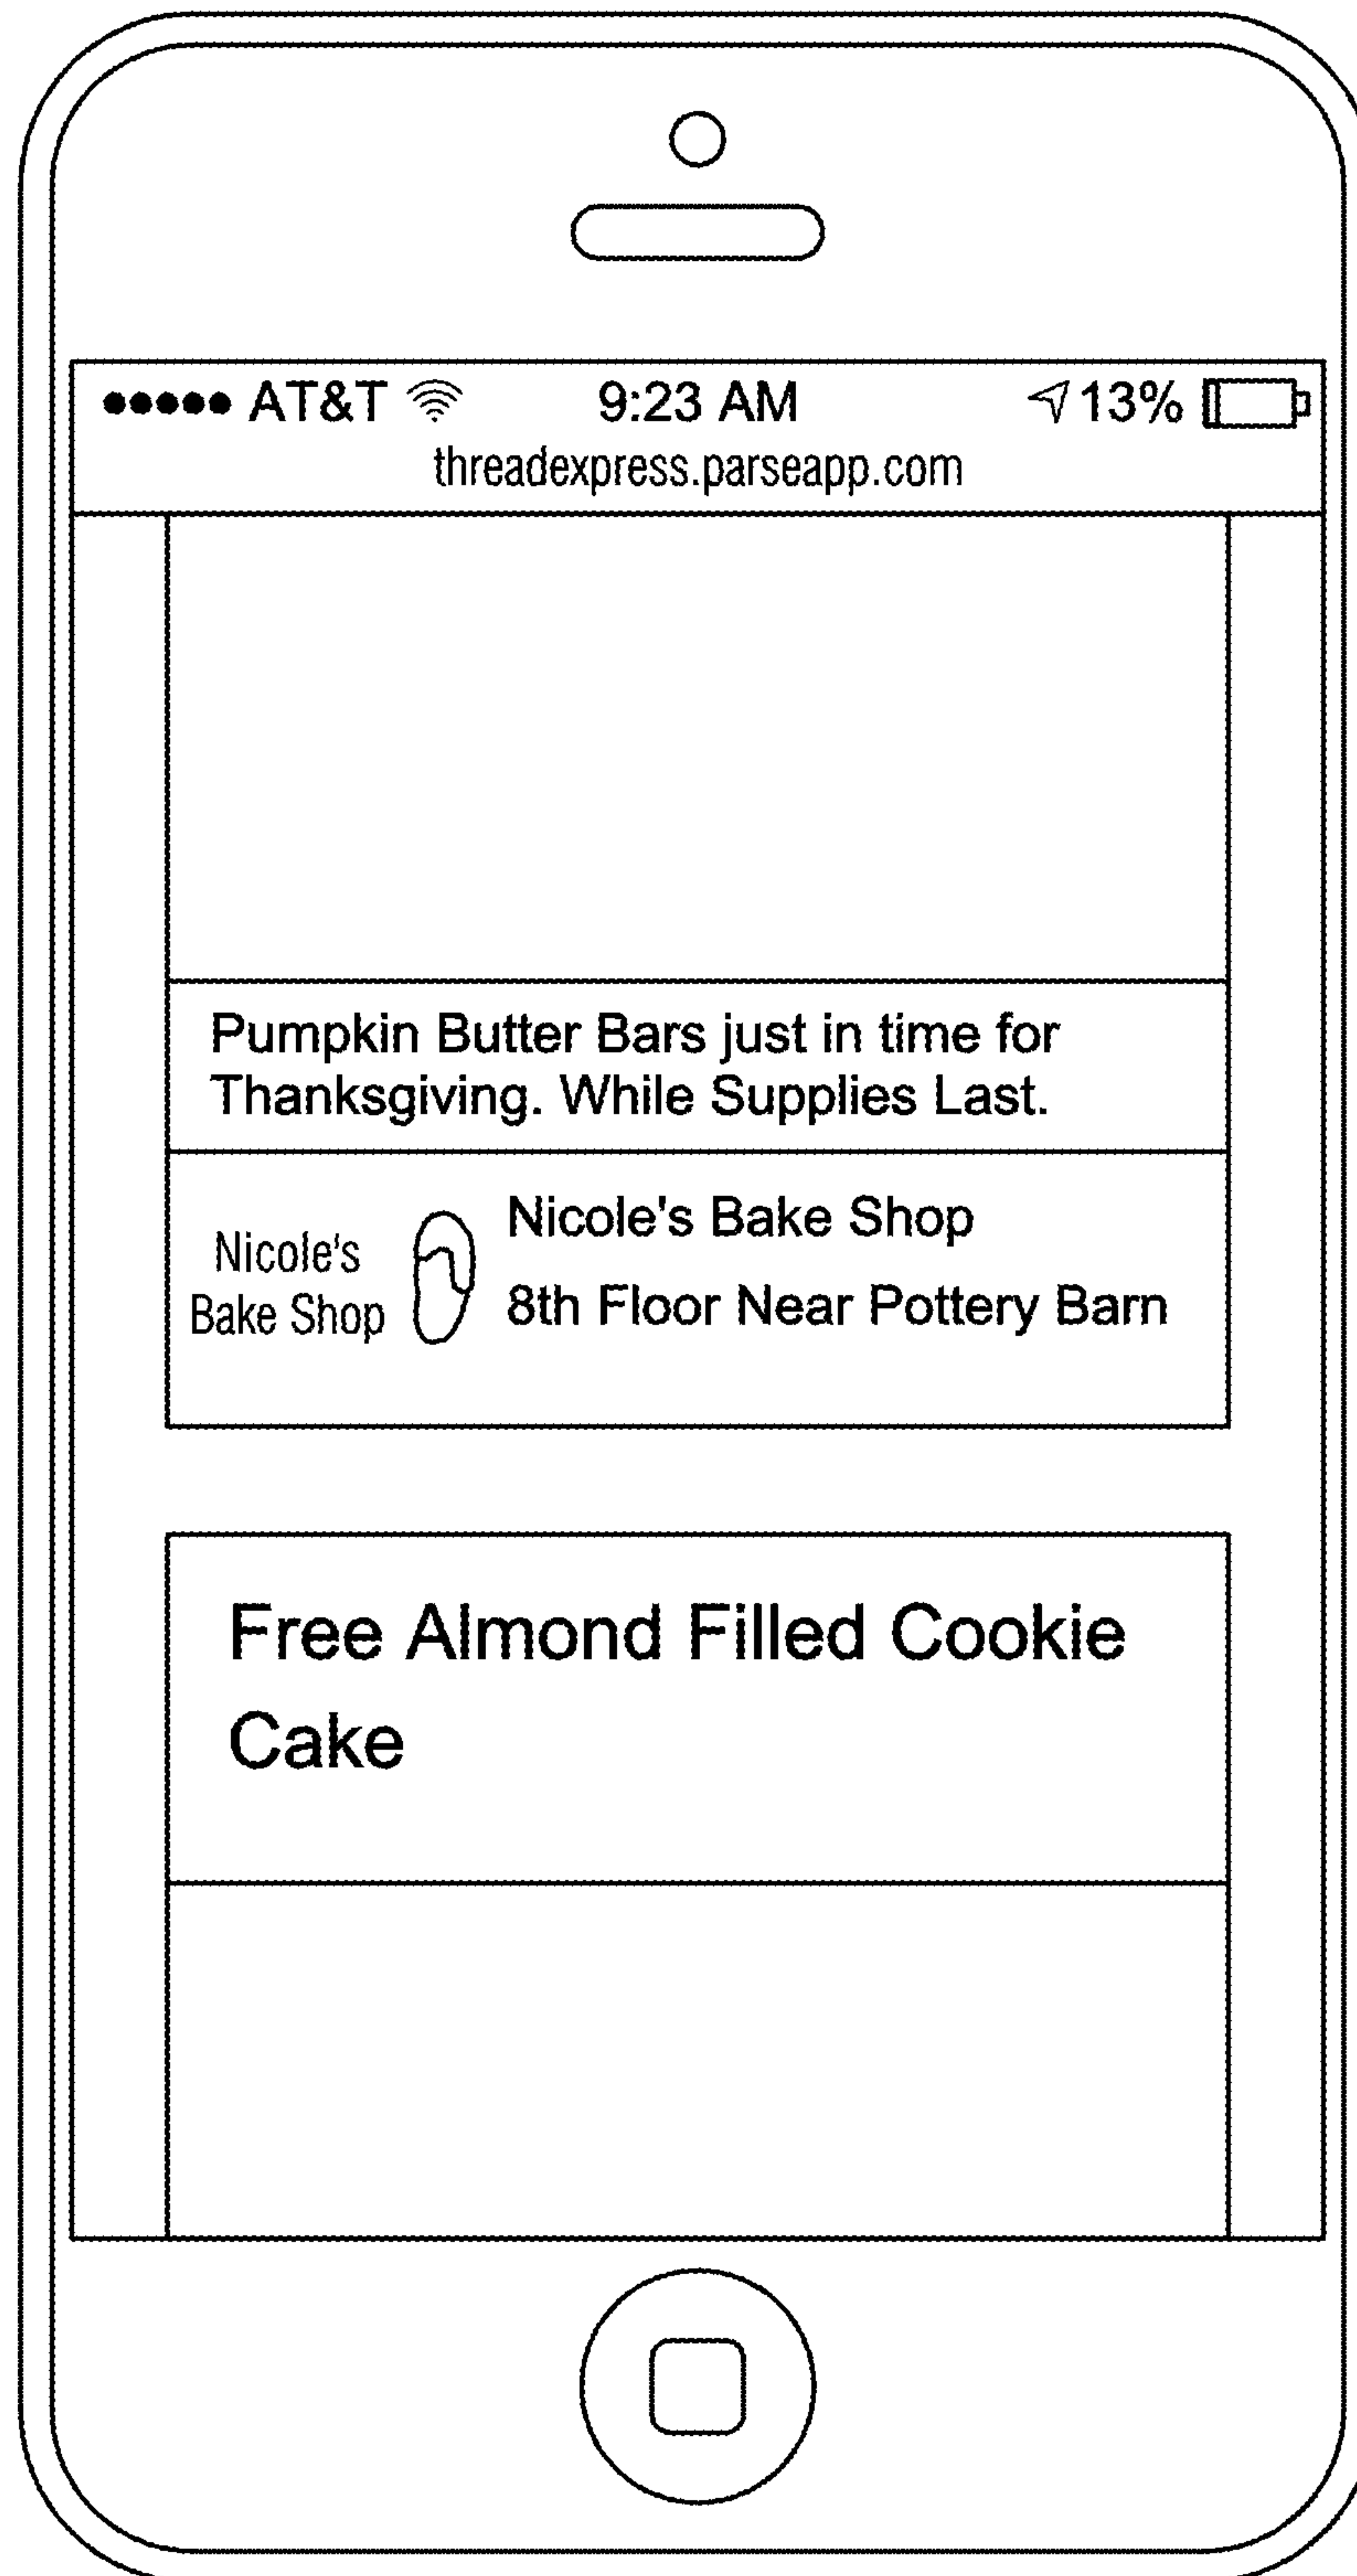 AT&T 9:23 AM 13%
threadexpress.parseapp.com
Pumpkin Butter Bars just in time for
Thanksgiving. While Supplies Last.
Nicole's
Bake Shop
Nicole's Bake Shop
8th Floor Near Pottery Barn
Free Almond Filled Cookie
Cake